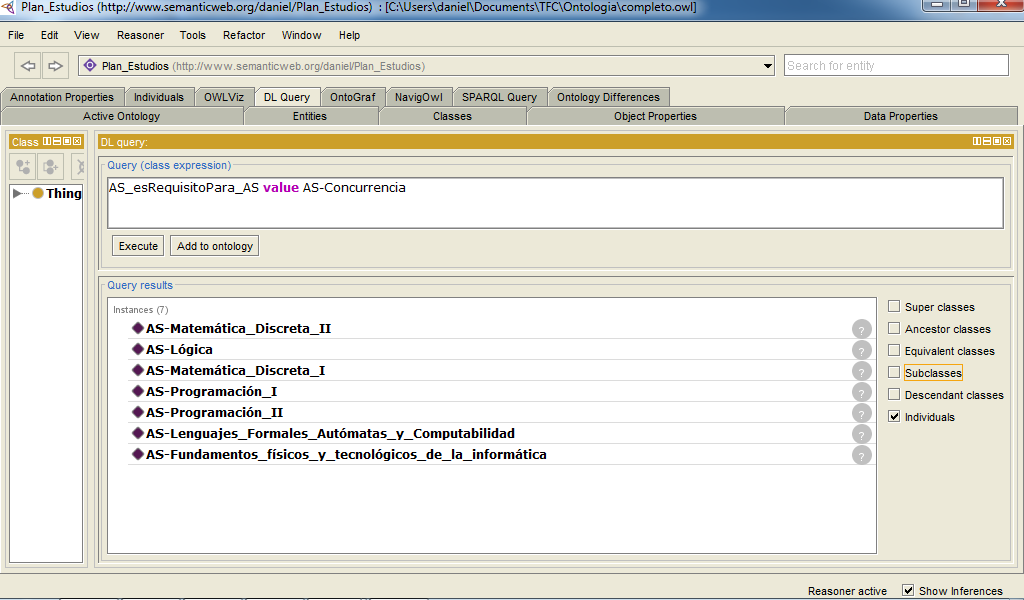 Plan_Estudios (http://www.semanticweb.org/daniel/Plan_Estudios) : [C:\Users\daniel\Documents\TFC\Ontologia\completo.owl]
File Edit View Reasoner Tools Refactor Window Help
Plan_Estudios (http://www.semanticweb.org/daniel/Plan_Estudios) Search for entity
Annotation Properties Individuals OWLViz DL Query OntoGraf NavigOwl SPARQL Query Ontology Differences
Active Ontology Entities Classes Object Properties Data Properties
Class
Thing
DL query:
Query (class expression)
AS_esRequisitoPara_AS value AS-Concurrencia
Execute Add to ontology
Query results
Instances (7)
AS-Matemática_Discreta_II ?
AS-Lógica ?
AS-Matemática_Discreta_I ?
AS-Programación_I ?
AS-Programación_II ?
AS-Lenguajes_Formales_Autómatas_y_Computabilidad ?
AS-Fundamentos_físicos_y_tecnológicos_de_la_informática ?
Super classes
Ancestor classes
Equivalent classes
Subclasses
Descendant classes
Individuals
Reasoner active Show Inferences